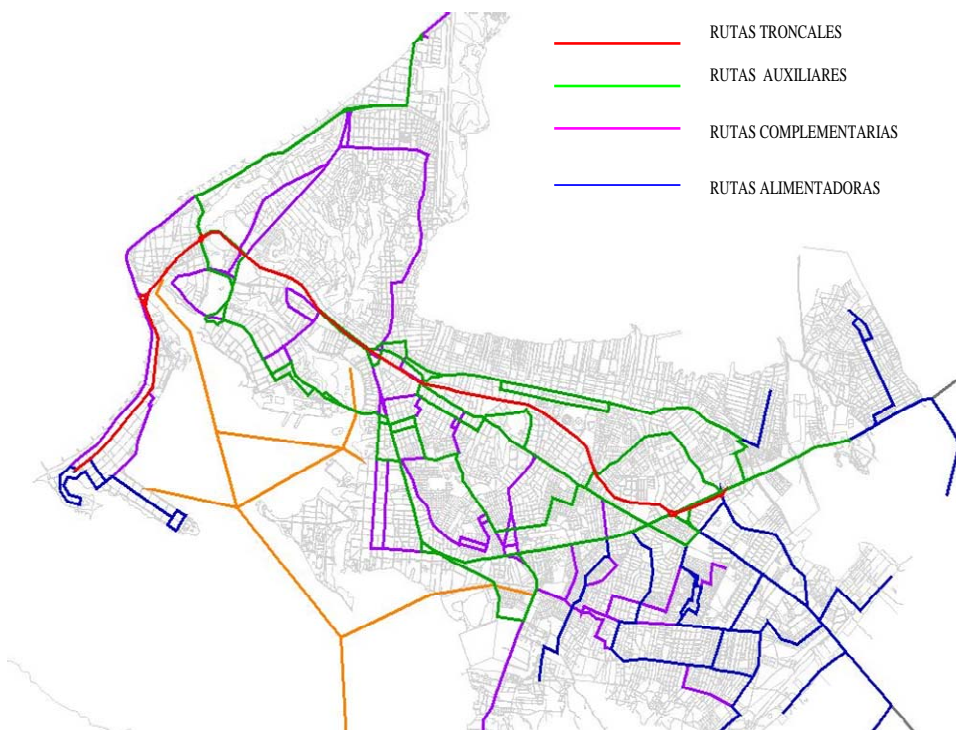 RUTAS TRONCALES
RUTAS AUXILIARES
RUTAS COMPLEMENTARIAS
RUTAS ALIMENTADORAS